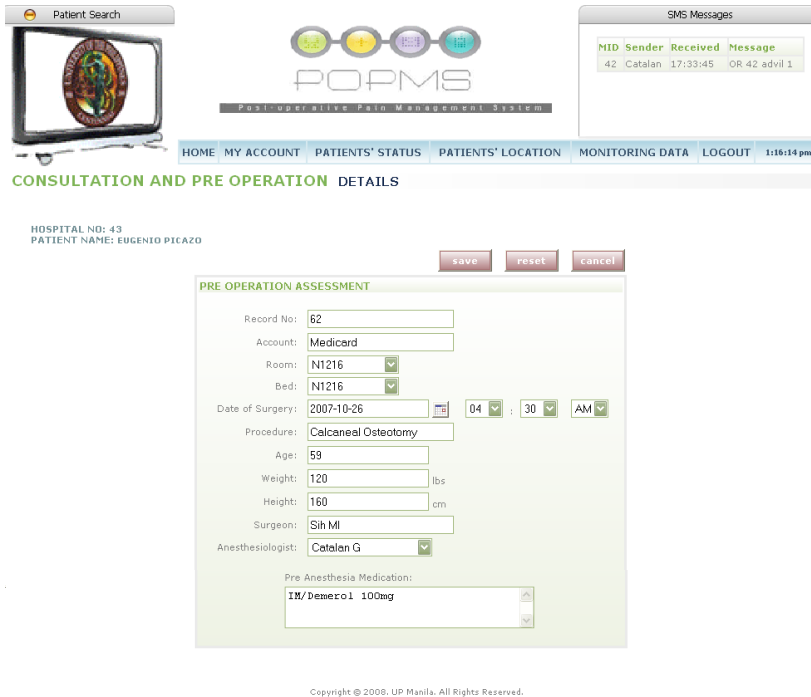 Patient Search
SMS Messages
MID Sender Received Message
42 Catalan 17:33:45 OR 42 advil 1
POPMS
Post-operative Pain Management System
HOME MY ACCOUNT PATIENTS' STATUS PATIENTS' LOCATION MONITORING DATA LOGOUT 1:16:14 pm
CONSULTATION AND PRE OPERATION DETAILS
HOSPITAL NO: 43
PATIENT NAME: EUGENIO PICAZO
save reset cancel
PRE OPERATION ASSESSMENT
Record No: 62
Account: Medicard
Room: N1216
Bed: N1216
Date of Surgery: 2007-10-26 04 : 30 AM
Procedure: Calcaneal Osteotomy
Age: 59
Weight: 120 lbs
Height: 160 cm
Surgeon: Sih MI
Anesthesiologist: Catalan G
Pre Anesthesia Medication:
IM/Demerol 100mg
Copyright @ 2008. UP Manila. All Rights Reserved.